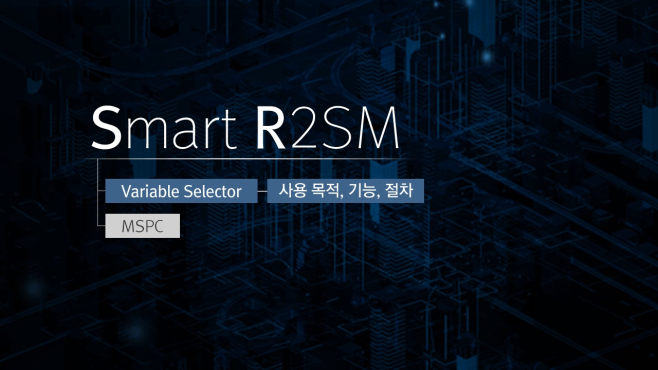 Smart R2SM
Variable Selector
사용 목적, 기능, 절차
MSPC